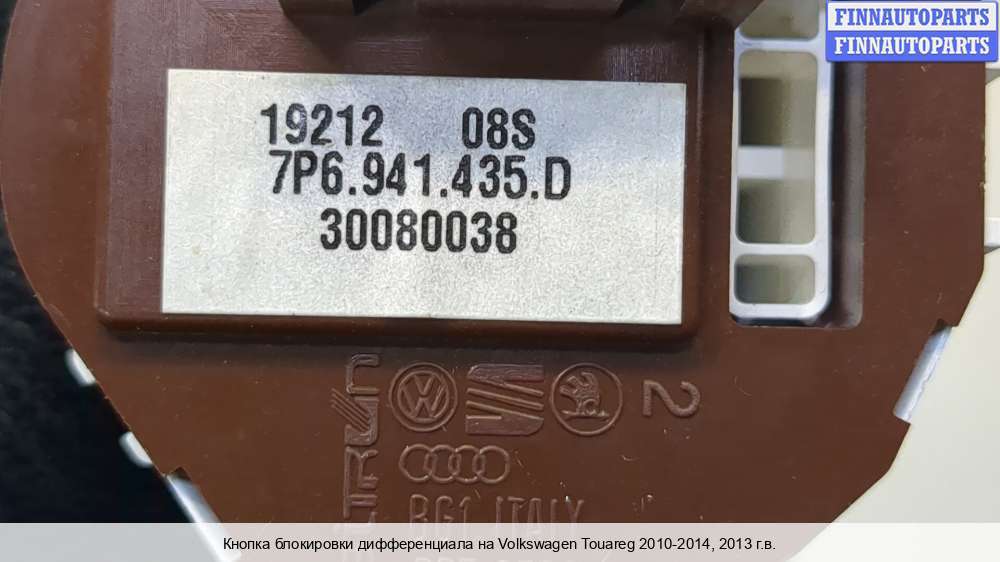 FINNAUTOPARTS
FINNAUTOPARTS
19212 08S
7P6.941.435.D
30080038
2
BG1 ITALY
Кнопка блокировки дифференциала на Volkswagen Touareg 2010-2014, 2013 г.в.